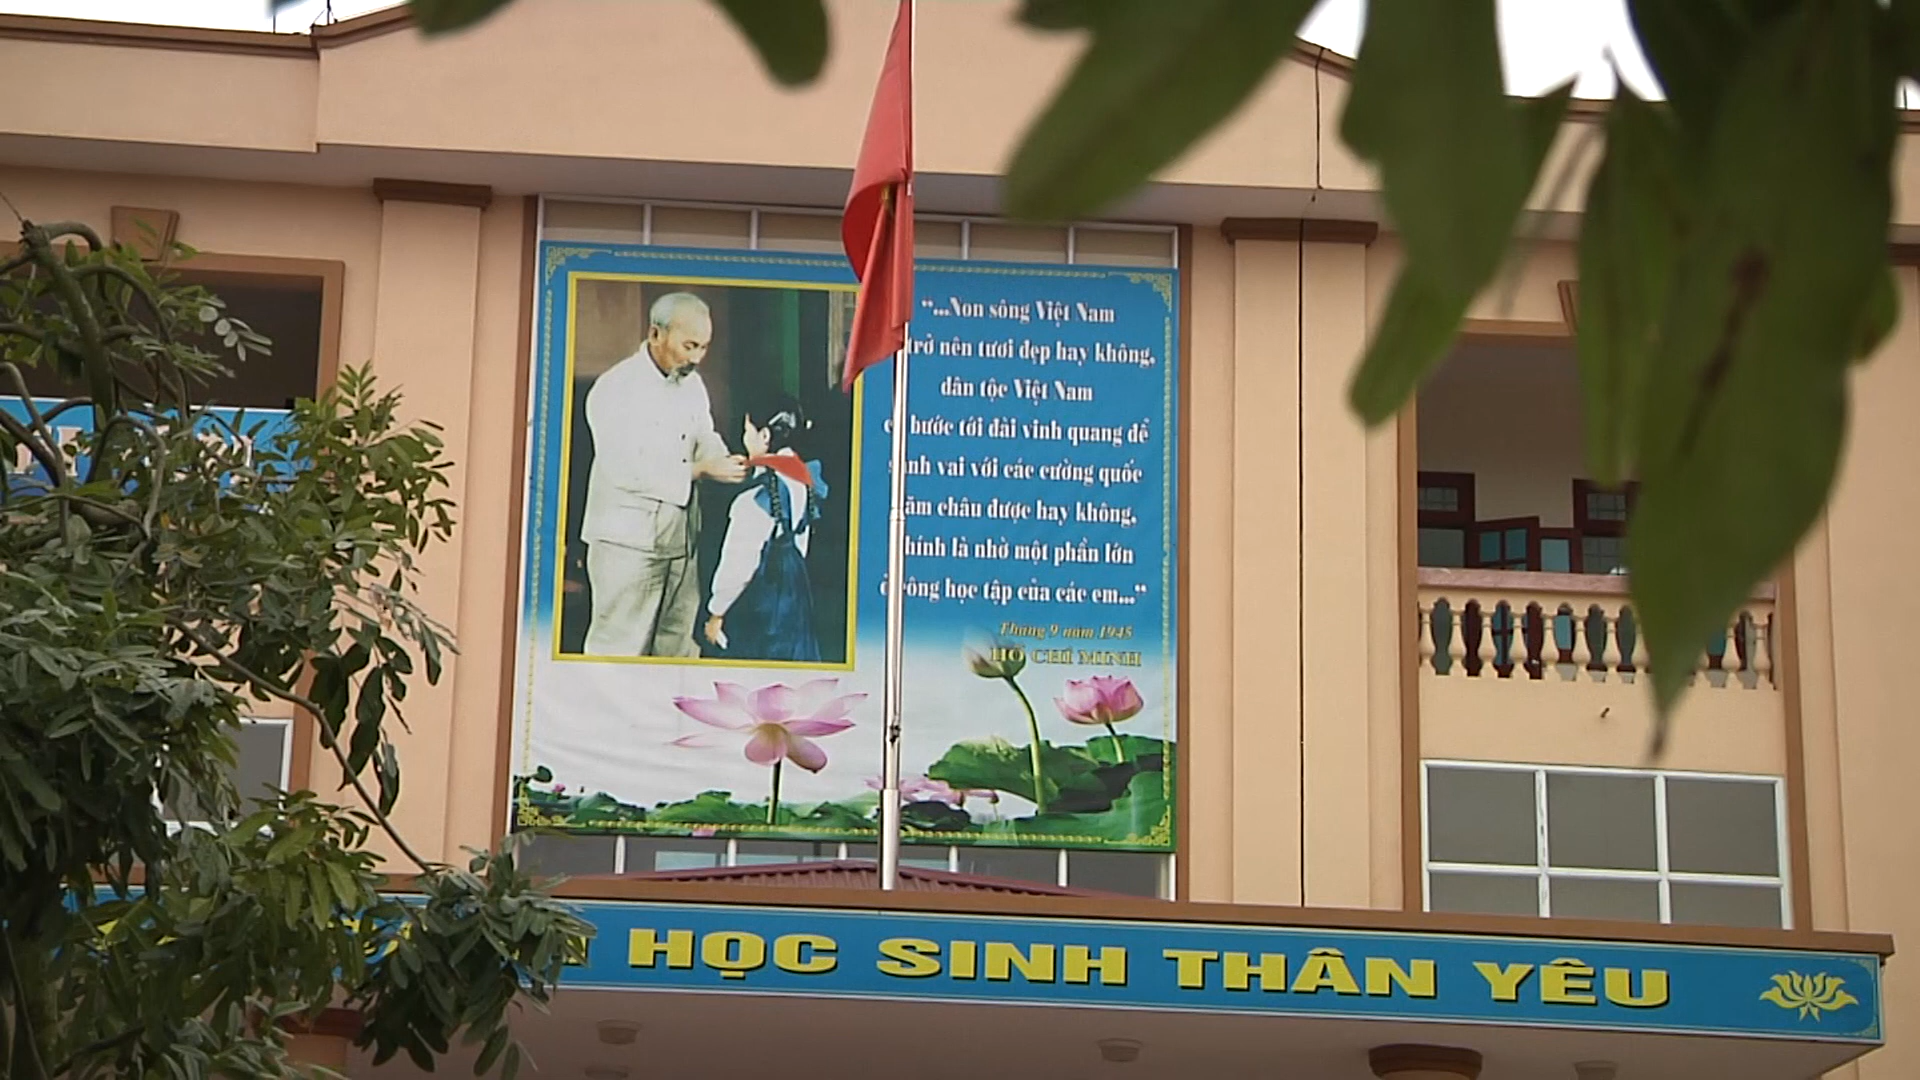 "...Non sông Việt Nam
trở nên tươi đẹp hay không,
dân tộc Việt Nam
bước tới đài vinh quang để
vai với các cường quốc
châu được hay không,
là nhờ một phần lớn
học tập của các em..."
Tháng 9 năm 1945
HỒ CHÍ MINH
HỌC SINH THÂN YÊU